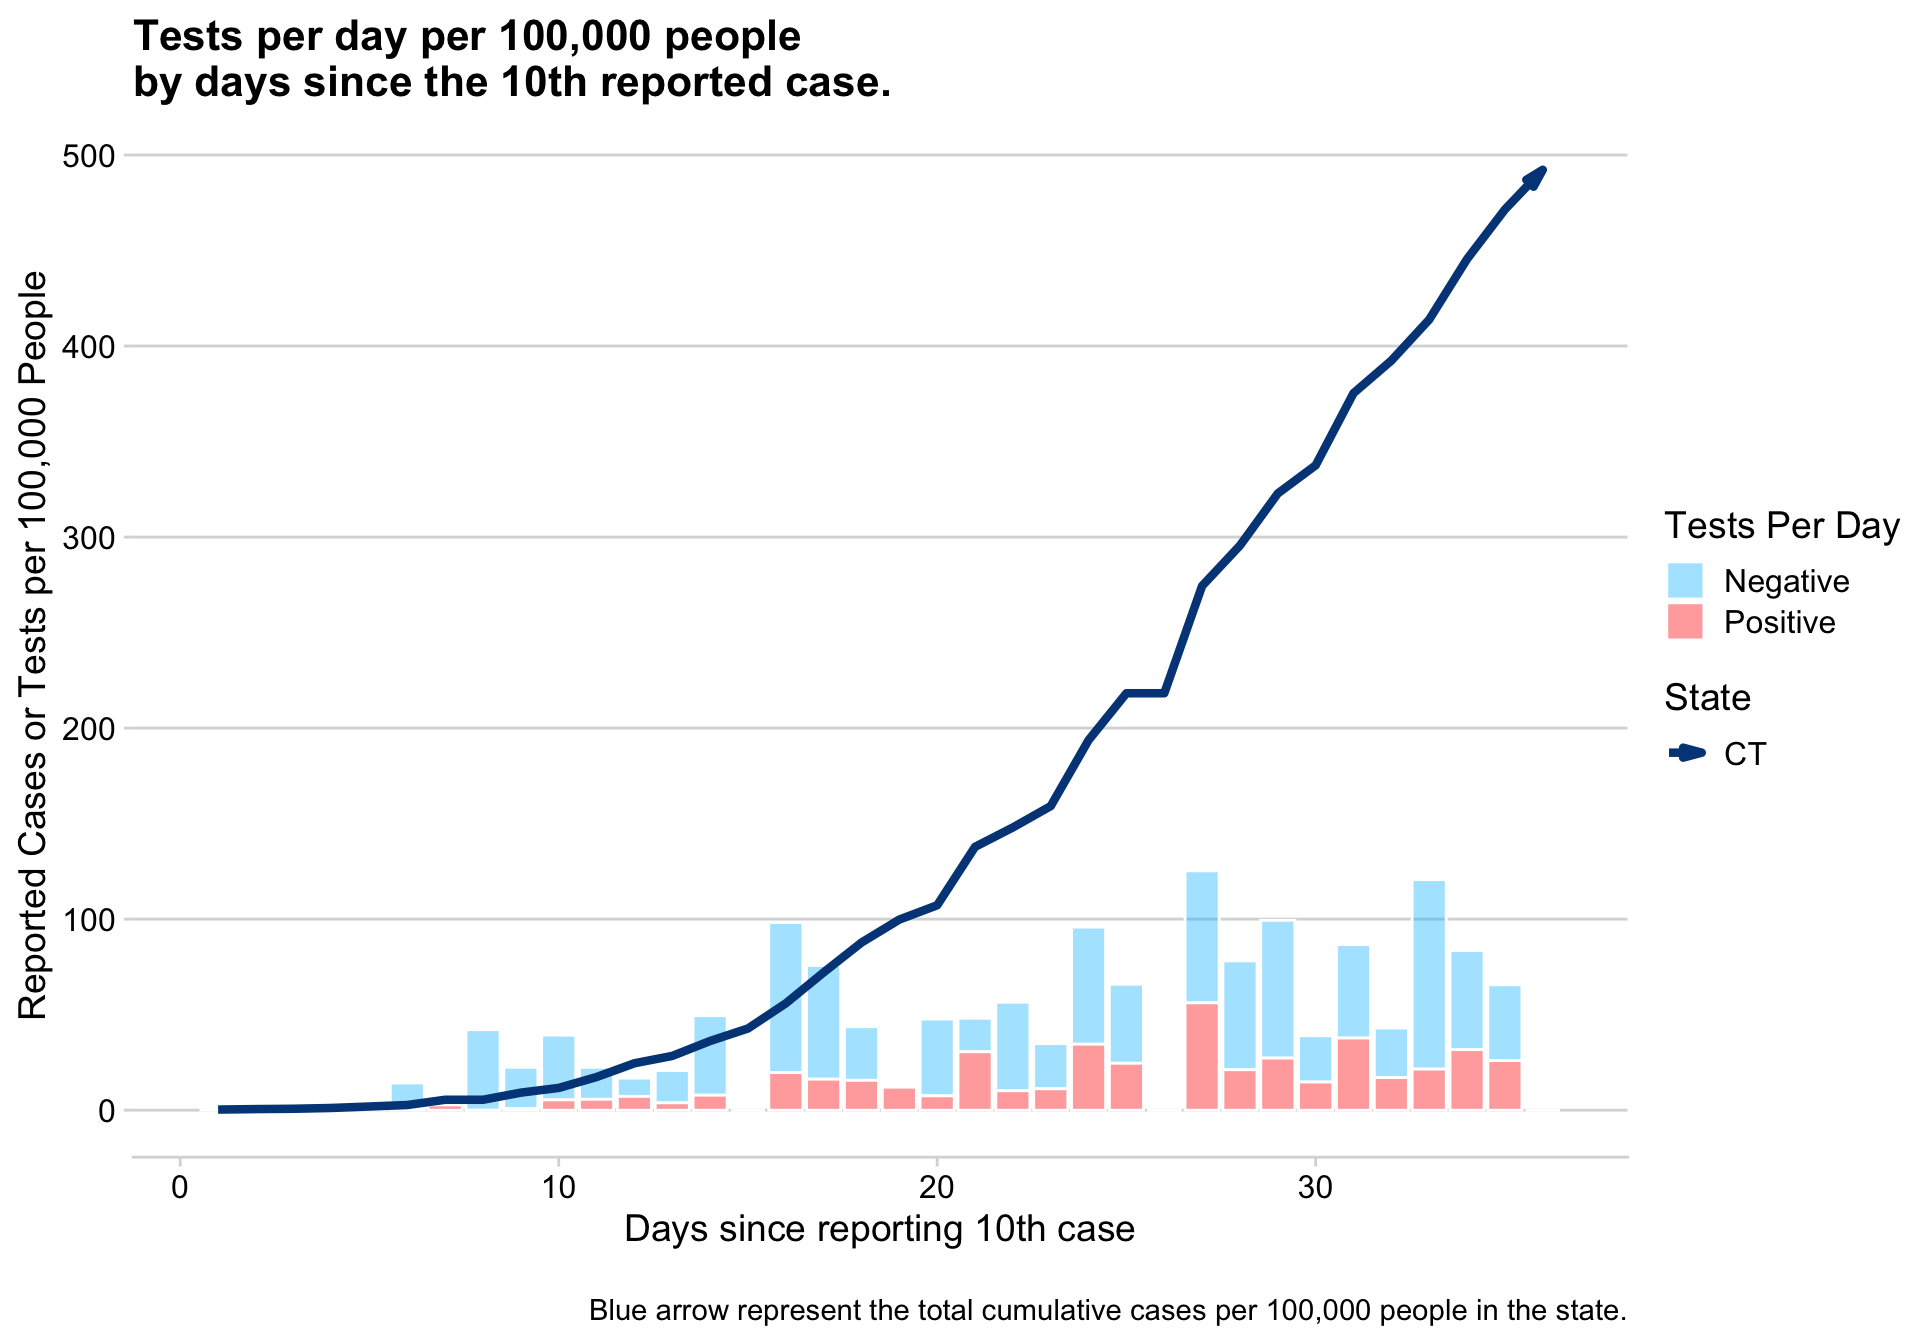 Tests per day per 100,000 people
by days since the 10th reported case.
Reported Cases or Tests per 100,000 People
500
400
300
200
100
0
0
10
20
30
Days since reporting 10th case
Tests Per Day
Negative
Positive
State
CT
Blue arrow represent the total cumulative cases per 100,000 people in the state.